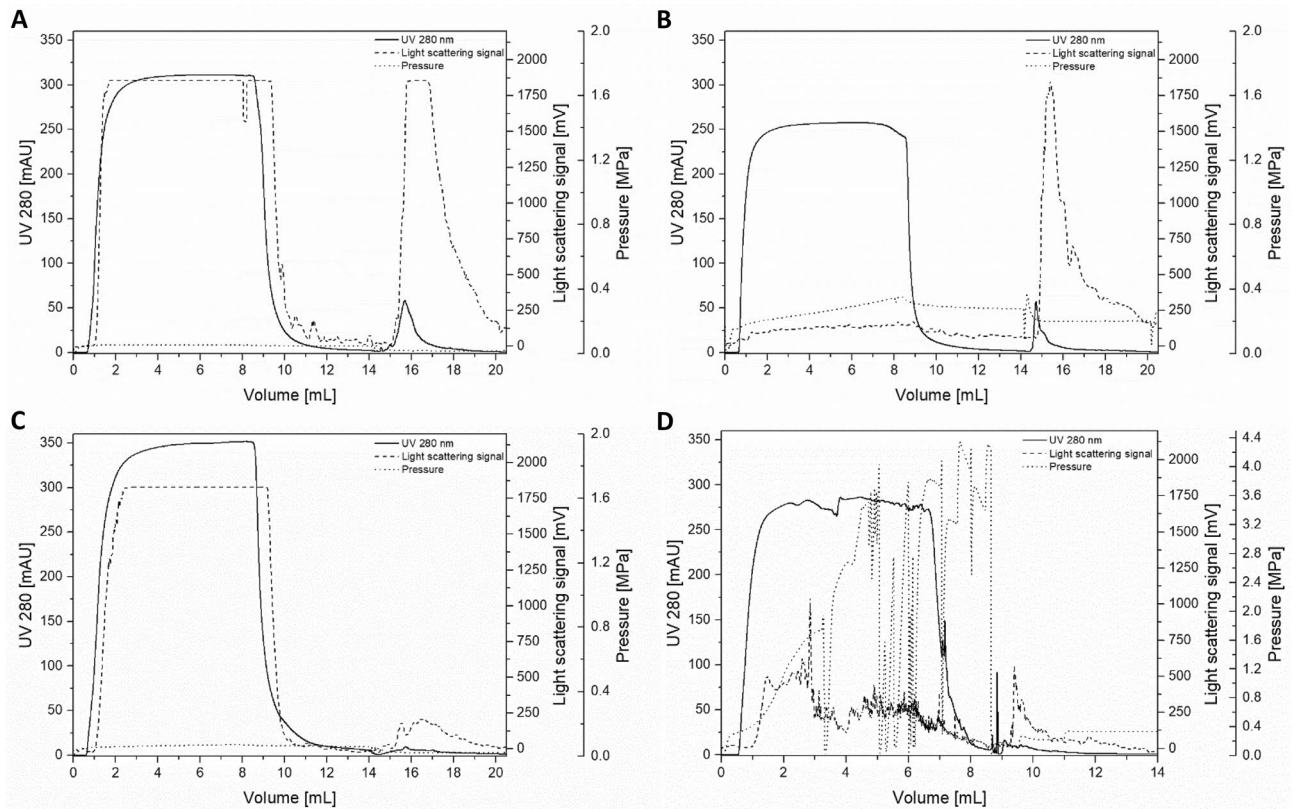 A
UV 280 nm
Light scattering signal
Pressure
UV 280 [mAU]
350
300
250
200
150
100
50
0
Light scattering signal [mV]
2000
1750
1500
1250
1000
750
500
250
0
Pressure [MPa]
2.0
1.6
1.2
0.8
0.4
0.0
0 2 4 6 8 10 12 14 16 18 20
Volume [mL]
B
UV 280 nm
Light scattering signal
Pressure
UV 280 [mAU]
350
300
250
200
150
100
50
0
Light scattering signal [mV]
2000
1750
1500
1250
1000
750
500
250
0
Pressure [MPa]
2.0
1.6
1.2
0.8
0.4
0.0
0 2 4 6 8 10 12 14 16 18 20
Volume [mL]
C
UV 280 nm
Light scattering signal
Pressure
UV 280 [mAU]
350
300
250
200
150
100
50
0
Light scattering signal [mV]
2000
1750
1500
1250
1000
750
500
250
0
Pressure [MPa]
2.0
1.6
1.2
0.8
0.4
0.0
0 2 4 6 8 10 12 14 16 18 20
Volume [mL]
D
UV 280 nm
Light scattering signal
Pressure
UV 280 [mAU]
350
300
250
200
150
100
50
0
Light scattering signal [mV]
2000
1750
1500
1250
1000
750
500
250
0
Pressure [MPa]
4.4
4.0
3.6
3.2
2.8
2.4
2.0
1.6
1.2
0.8
0.4
0.0
0 2 4 6 8 10 12 14
Volume [mL]